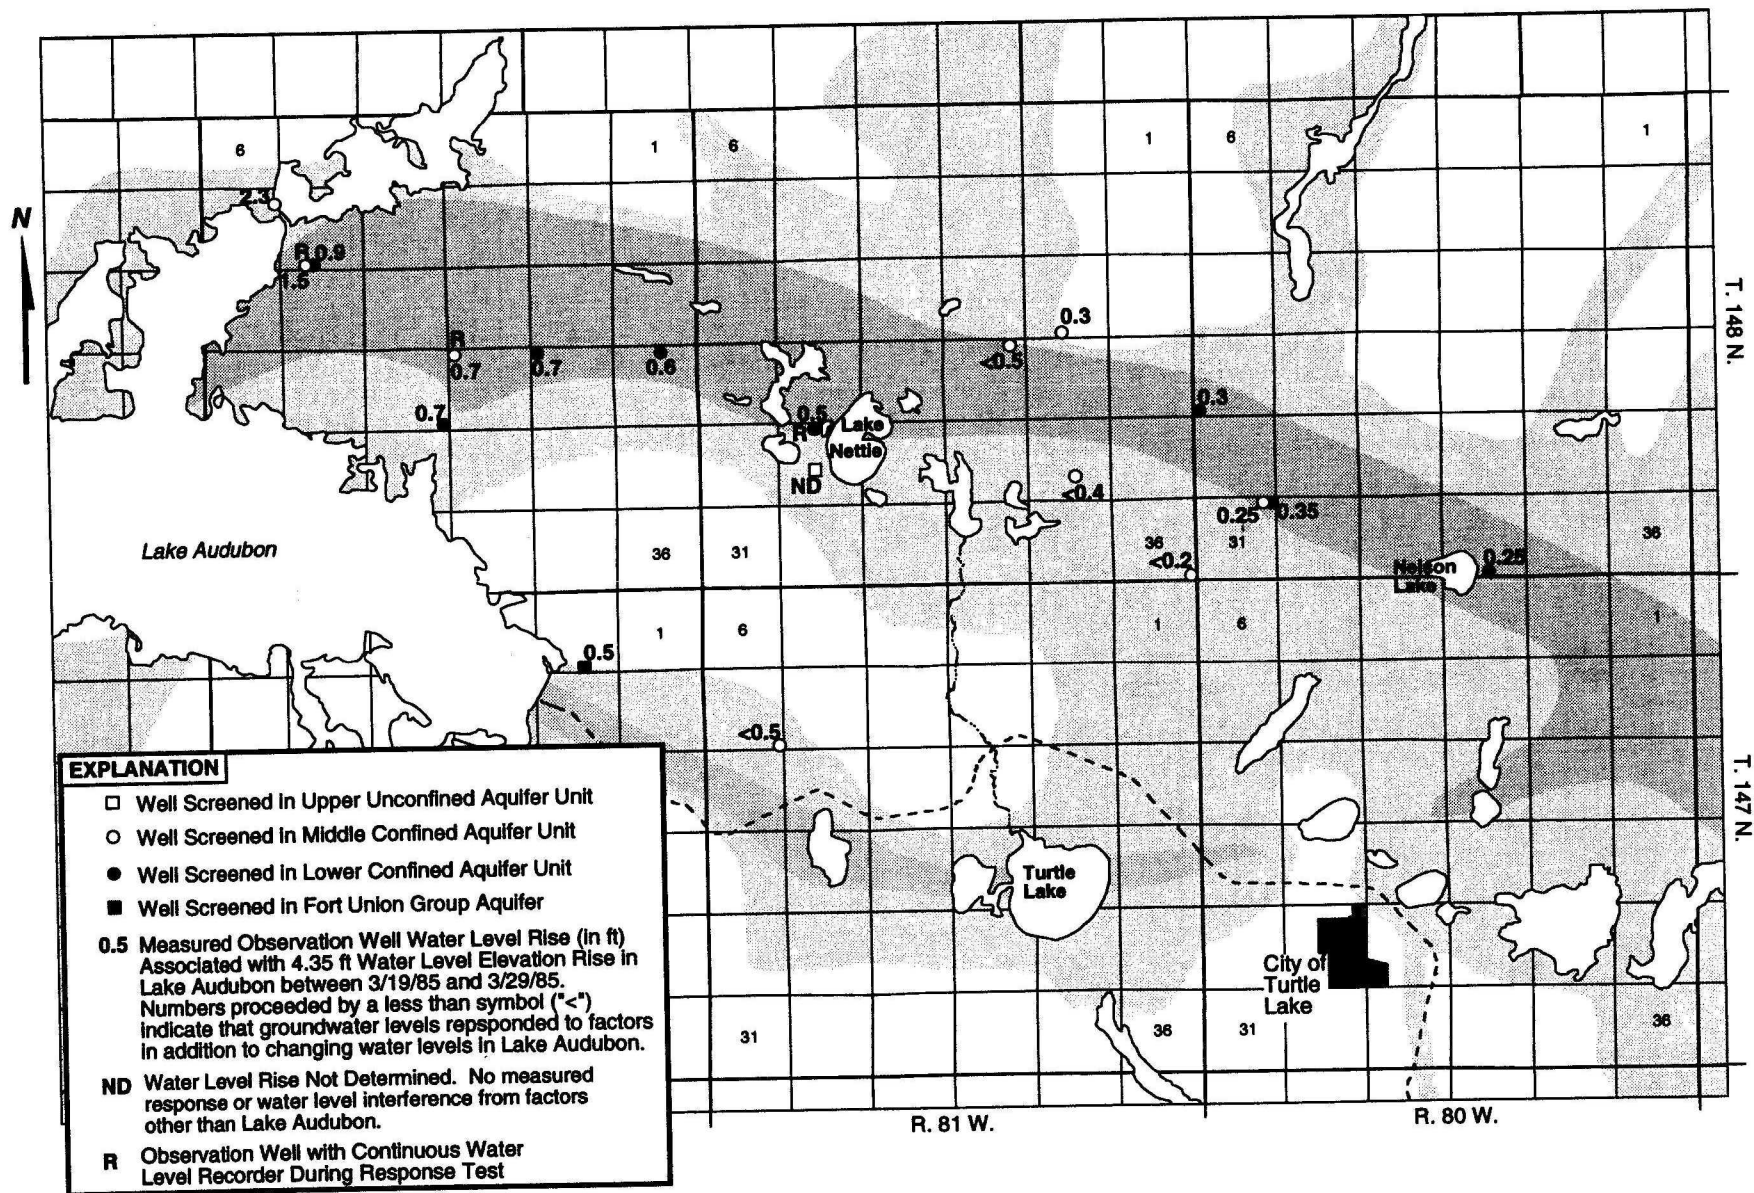 1
6
1
6
1
6
2.3
N
R 0.9
1.5
T. 148 N.
0.3
R
<0.5
0.7
0.7
0.6
0.3
0.7
0.5
Lake
R
Nettie
ND
<0.4
0.25
0.35
Lake Audubon
36
31
36
31
36
<0.2
0.25
Nelson
Lake
1
6
1
6
1
0.5
<0.5
T. 147 N.
EXPLANATION
Well Screened in Upper Unconfined Aquifer Unit
Well Screened in Middle Confined Aquifer Unit
Well Screened in Lower Confined Aquifer Unit
Well Screened in Fort Union Group Aquifer
0.5 Measured Observation Well Water Level Rise (in ft)
Associated with 4.35 ft Water Level Elevation Rise in
Lake Audubon between 3/19/85 and 3/29/85.
Numbers proceeded by a less than symbol ("<")
indicate that groundwater levels repsponded to factors
in addition to changing water levels in Lake Audubon.
ND Water Level Rise Not Determined. No measured
response or water level interference from factors
other than Lake Audubon.
R Observation Well with Continuous Water
Level Recorder During Response Test
Turtle
Lake
City of
Turtle
Lake
31
36
31
36
R. 81 W.
R. 80 W.